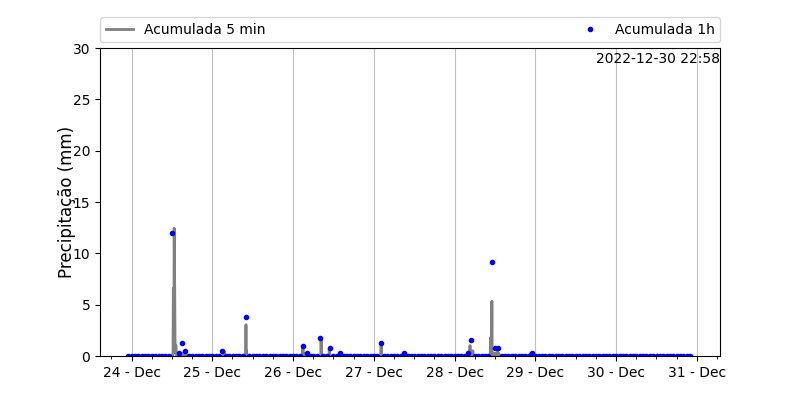 Acumulada 5 min
Acumulada 1h
2022-12-30 22:58
Precipitação (mm)
30
25
20
15
10
5
0
24 - Dec
25 - Dec
26 - Dec
27 - Dec
28 - Dec
29 - Dec
30 - Dec
31 - Dec